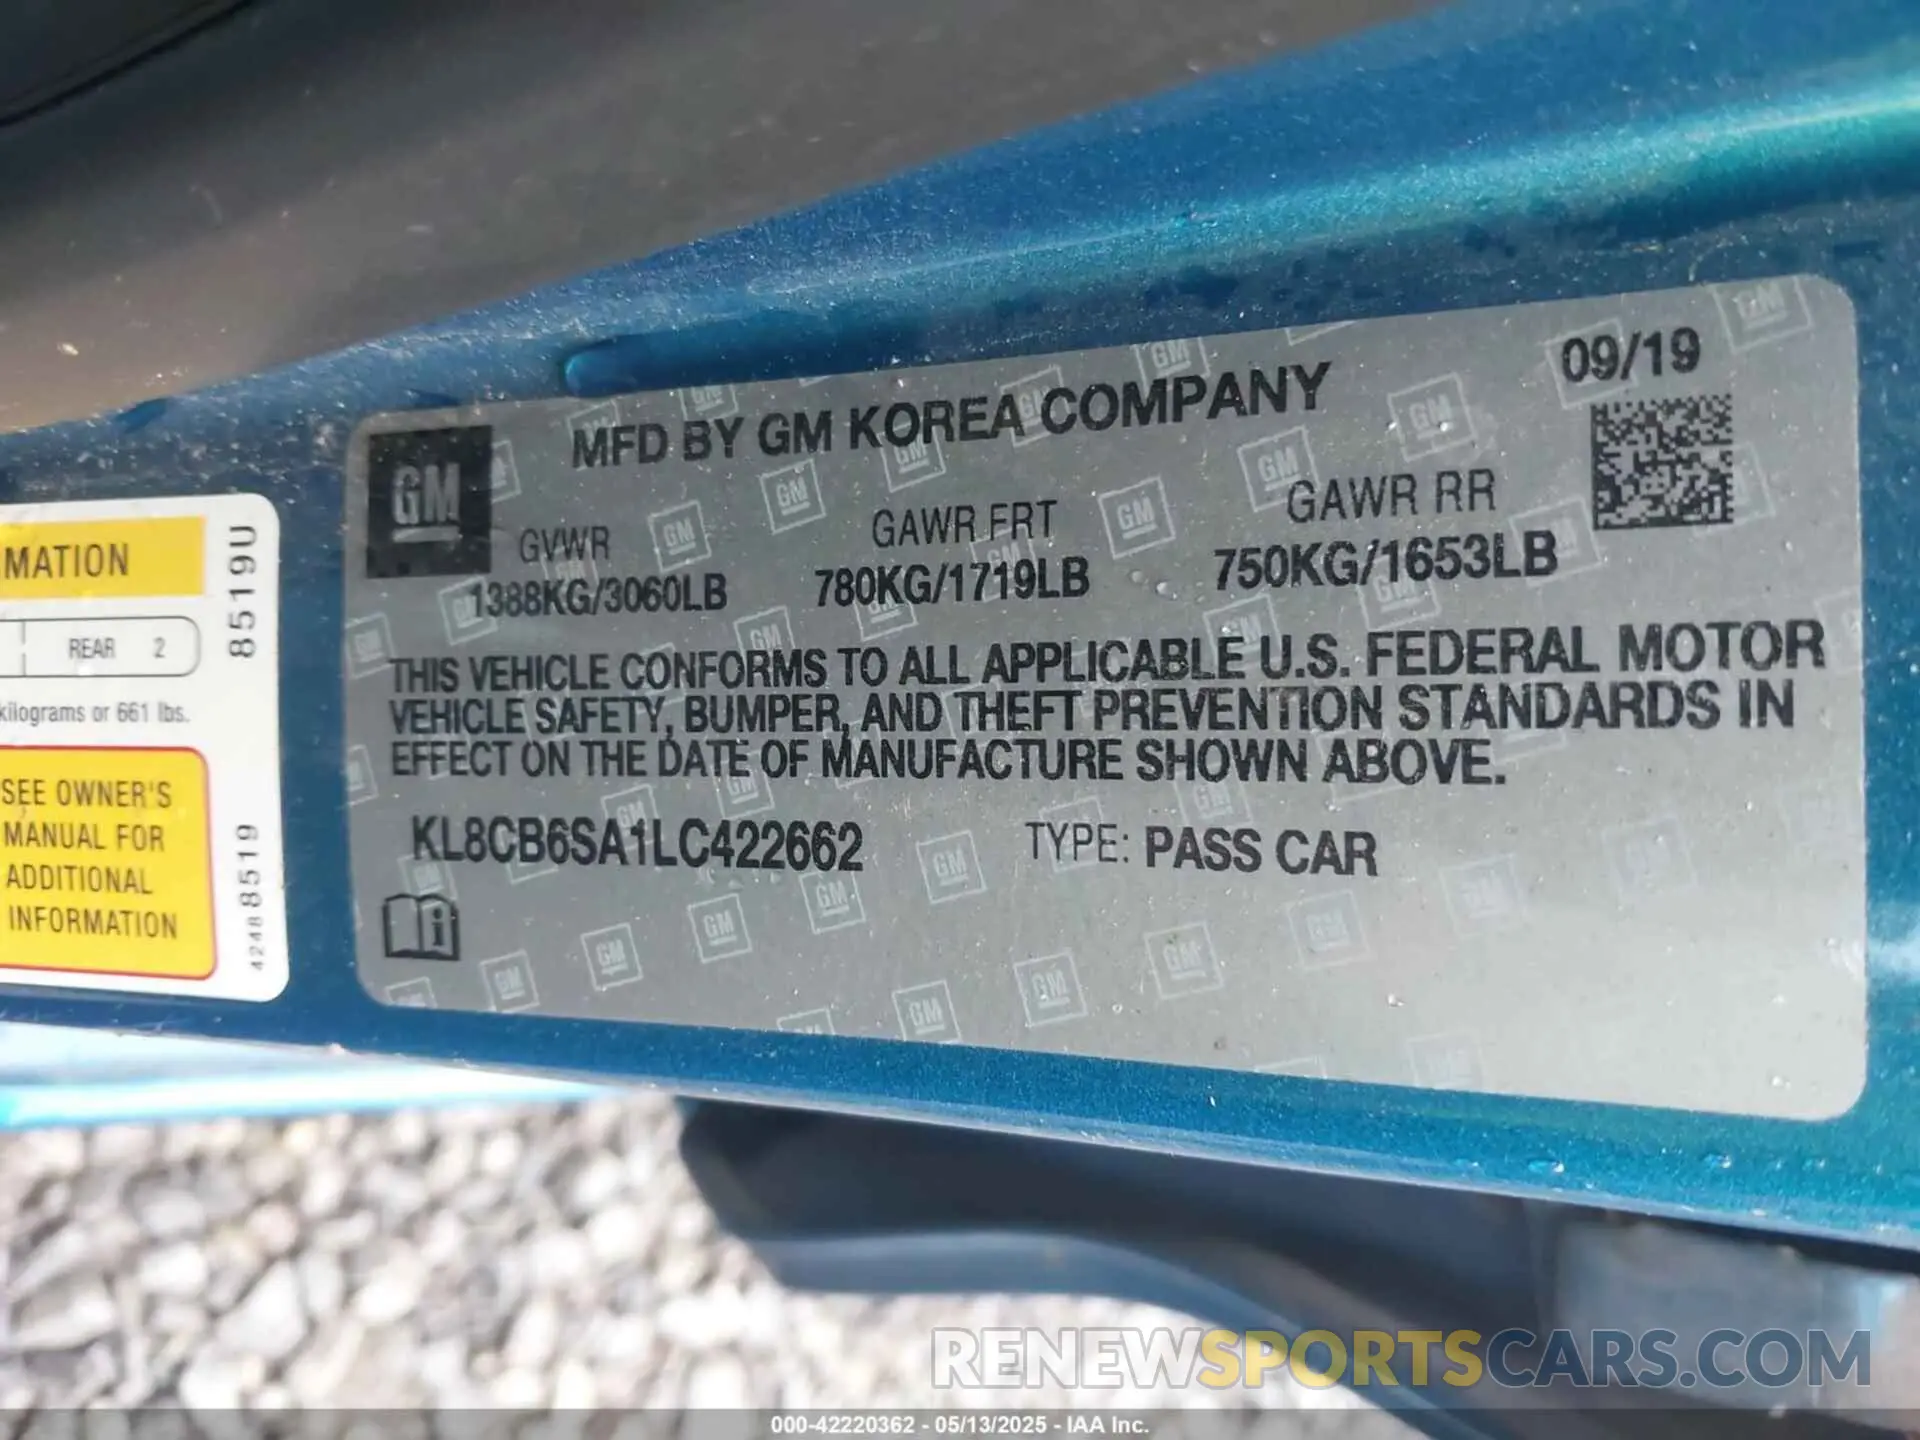 MATION
REAR 2
kilograms or 661 lbs.
SEE OWNER'S
MANUAL FOR
ADDITIONAL
INFORMATION
8519U
4248 8519
GM
MFD BY GM KOREA COMPANY
09/19
GVWR GAWR FRT GAWR RR
1388KG/3060LB 780KG/1719LB 750KG/1653LB
THIS VEHICLE CONFORMS TO ALL APPLICABLE U.S. FEDERAL MOTOR
VEHICLE SAFETY, BUMPER, AND THEFT PREVENTION STANDARDS IN
EFFECT ON THE DATE OF MANUFACTURE SHOWN ABOVE.
KL8CB6SA1LC422662 TYPE: PASS CAR
RENEWSPORTSCARS.COM
000-42220362 - 05/13/2025 - IAA Inc.